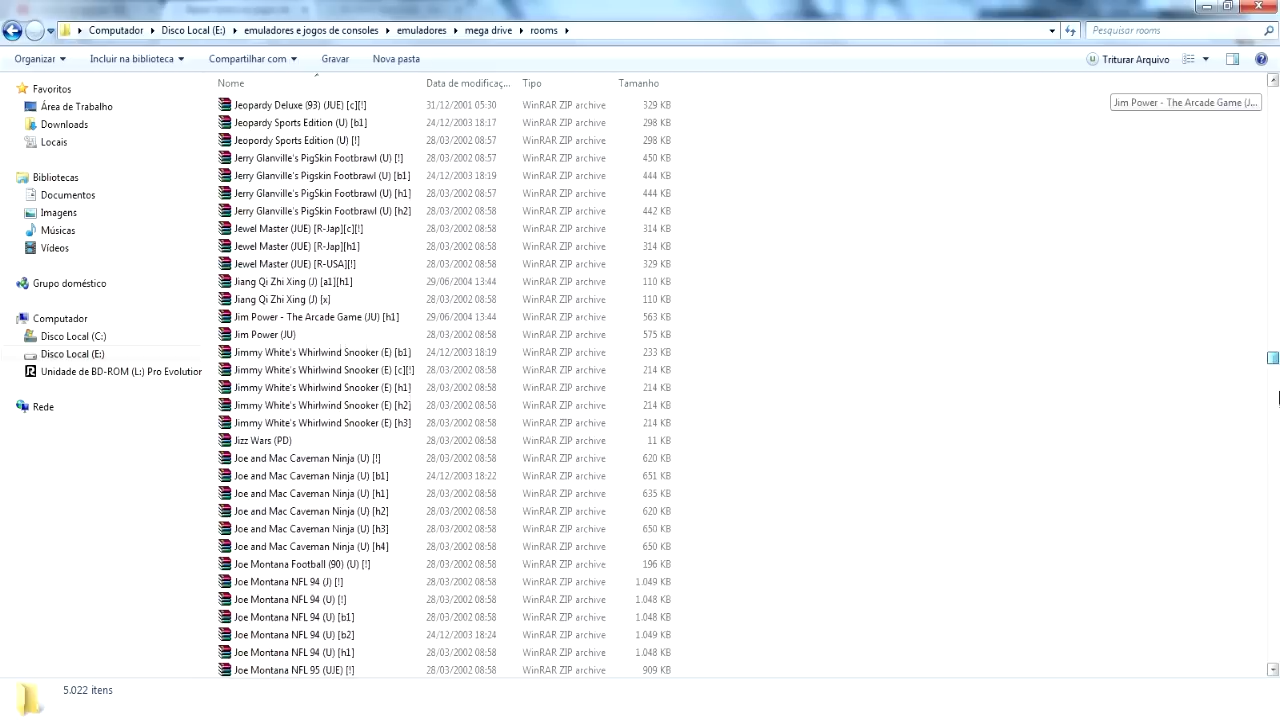 Computador Disco Local (E:) emuladores e jogos de consoles emuladores mega drive rooms Pesquisar rooms
Organizar Incluir na biblioteca Compartilhar com Gravar Nova pasta Triturar Arquivo
Nome Data de modificaç... Tipo Tamanho
Favoritos
Área de Trabalho
Downloads
Locais
Bibliotecas
Documentos
Imagens
Músicas
Vídeos
Grupo doméstico
Computador
Disco Local (C:)
Disco Local (E:)
Unidade de BD-ROM (L:) Pro Evolution
Rede
Jeopardy Deluxe (93) (JUE) [c][!] 31/12/2001 05:30 WinRAR ZIP archive 329 KB
Jeopardy Sports Edition (U) [b1] 24/12/2003 18:17 WinRAR ZIP archive 298 KB
Jeopardy Sports Edition (U) [!] 28/03/2002 08:57 WinRAR ZIP archive 298 KB
Jerry Glanville's PigSkin Footbrawl (U) [!] 28/03/2002 08:57 WinRAR ZIP archive 450 KB
Jerry Glanville's PigSkin Footbrawl (U) [b1] 24/12/2003 18:19 WinRAR ZIP archive 444 KB
Jerry Glanville's PigSkin Footbrawl (U) [h1] 28/03/2002 08:57 WinRAR ZIP archive 444 KB
Jerry Glanville's PigSkin Footbrawl (U) [h2] 28/03/2002 08:58 WinRAR ZIP archive 442 KB
Jewel Master (JUE) [R-Jap][c][!] 28/03/2002 08:58 WinRAR ZIP archive 314 KB
Jewel Master (JUE) [R-Jap][h1] 28/03/2002 08:58 WinRAR ZIP archive 314 KB
Jewel Master (JUE) [R-USA][!] 28/03/2002 08:58 WinRAR ZIP archive 329 KB
Jiang Qi Zhi Xing (J) [a1][h1] 29/06/2004 13:44 WinRAR ZIP archive 110 KB
Jiang Qi Zhi Xing (J) [x] 28/03/2002 08:58 WinRAR ZIP archive 110 KB
Jim Power - The Arcade Game (JU) [h1] 29/06/2004 13:44 WinRAR ZIP archive 563 KB
Jim Power (JU) 28/03/2002 08:58 WinRAR ZIP archive 575 KB
Jimmy White's Whirlwind Snooker (E) [b1] 24/12/2003 18:19 WinRAR ZIP archive 233 KB
Jimmy White's Whirlwind Snooker (E) [c][!] 28/03/2002 08:58 WinRAR ZIP archive 214 KB
Jimmy White's Whirlwind Snooker (E) [h1] 28/03/2002 08:58 WinRAR ZIP archive 214 KB
Jimmy White's Whirlwind Snooker (E) [h2] 28/03/2002 08:58 WinRAR ZIP archive 214 KB
Jimmy White's Whirlwind Snooker (E) [h3] 28/03/2002 08:58 WinRAR ZIP archive 214 KB
Jizz Wars (PD) 28/03/2002 08:58 WinRAR ZIP archive 11 KB
Joe and Mac Caveman Ninja (U) [!] 28/03/2002 08:58 WinRAR ZIP archive 620 KB
Joe and Mac Caveman Ninja (U) [b1] 24/12/2003 18:22 WinRAR ZIP archive 651 KB
Joe and Mac Caveman Ninja (U) [h1] 28/03/2002 08:58 WinRAR ZIP archive 635 KB
Joe and Mac Caveman Ninja (U) [h2] 28/03/2002 08:58 WinRAR ZIP archive 620 KB
Joe and Mac Caveman Ninja (U) [h3] 28/03/2002 08:58 WinRAR ZIP archive 650 KB
Joe and Mac Caveman Ninja (U) [h4] 28/03/2002 08:58 WinRAR ZIP archive 650 KB
Joe Montana Football (90) (U) [!] 28/03/2002 08:58 WinRAR ZIP archive 196 KB
Joe Montana NFL 94 (J) [!] 28/03/2002 08:58 WinRAR ZIP archive 1.049 KB
Joe Montana NFL 94 (U) [!] 28/03/2002 08:58 WinRAR ZIP archive 1.048 KB
Joe Montana NFL 94 (U) [b1] 28/03/2002 08:58 WinRAR ZIP archive 1.048 KB
Joe Montana NFL 94 (U) [b2] 24/12/2003 18:24 WinRAR ZIP archive 1.049 KB
Joe Montana NFL 94 (U) [h1] 28/03/2002 08:58 WinRAR ZIP archive 1.048 KB
Joe Montana NFL 95 (UJE) [!] 28/03/2002 08:58 WinRAR ZIP archive 909 KB
Jim Power - The Arcade Game (J...
5.022 itens